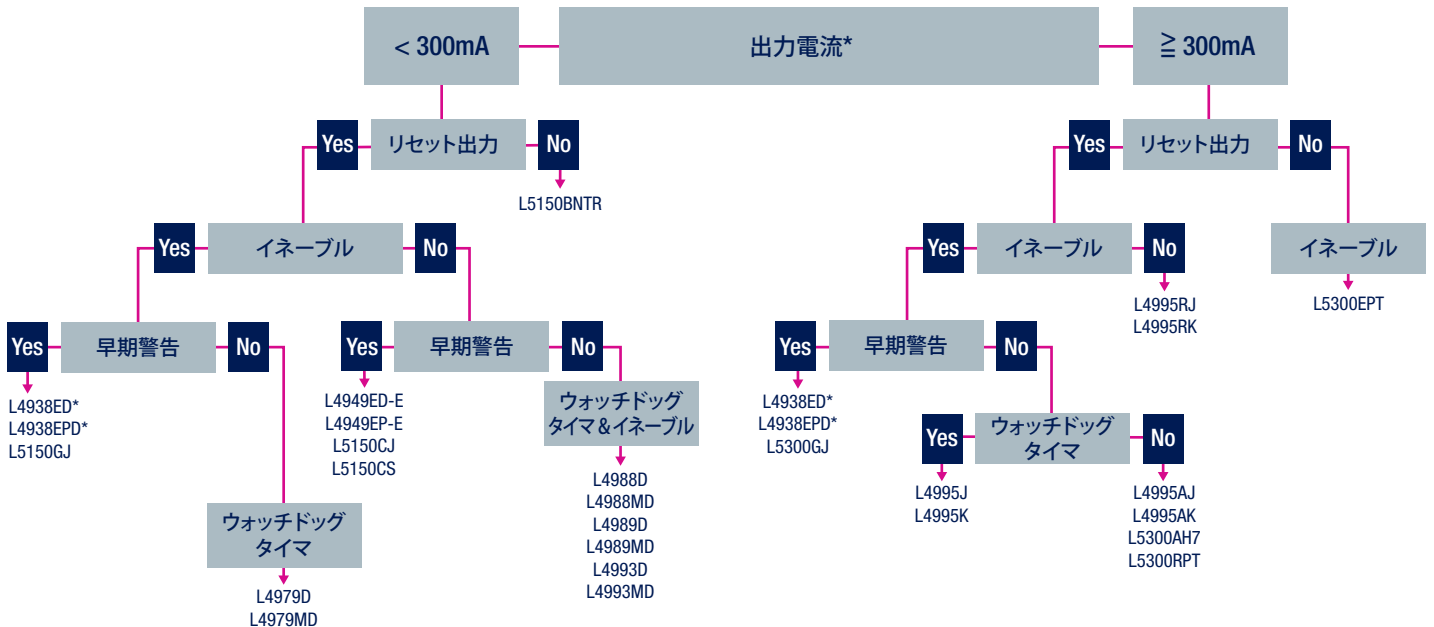 < 300mA
出力電流*
≧ 300mA
Yes
リセット出力
No
L5150BNTR
Yes
リセット出力
No
Yes
イネーブル
No
Yes
イネーブル
No
L4995RJ
L4995RK
イネーブル
L5300EPT
Yes
早期警告
No
L4938ED*
L4938EPD*
L5150GJ
Yes
早期警告
No
L4949ED-E
L4949EP-E
L5150CJ
L5150CS
ウォッチドッグ
タイマ&イネーブル
L4988D
L4988MD
L4989D
L4989MD
L4993D
L4993MD
ウォッチドッグ
タイマ
L4979D
L4979MD
Yes
早期警告
No
L4938ED*
L4938EPD*
L5300GJ
Yes
ウォッチドッグ
タイマ
No
L4995J
L4995K
L4995AJ
L4995AK
L5300AH7
L5300RPT